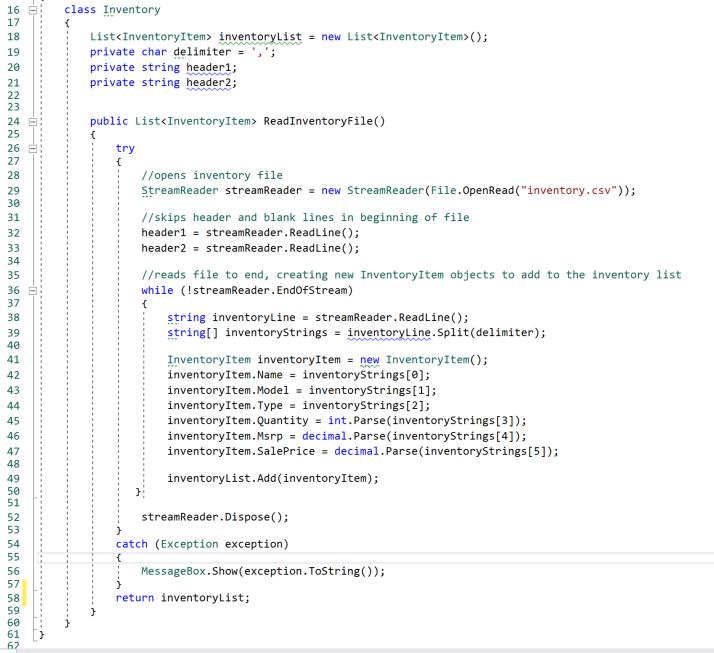 16 class Inventory
17 {
18 List<InventoryItem> inventoryList = new List<InventoryItem>();
19 private char delimiter = ',';
20 private string header1;
21 private string header2;
22
23
24 public List<InventoryItem> ReadInventoryFile()
25 {
26 try
27 {
28 //opens inventory file
29 StreamReader streamReader = new StreamReader(File.OpenRead("inventory.csv"));
30
31 //skips header and blank lines in beginning of file
32 header1 = streamReader.ReadLine();
33 header2 = streamReader.ReadLine();
34
35 //reads file to end, creating new InventoryItem objects to add to the inventory list
36 while (!streamReader.EndOfStream)
37 {
38 string inventoryLine = streamReader.ReadLine();
39 string[] inventoryStrings = inventoryLine.Split(delimiter);
40
41 InventoryItem inventoryItem = new InventoryItem();
42 inventoryItem.Name = inventoryStrings[0];
43 inventoryItem.Model = inventoryStrings[1];
44 inventoryItem.Type = inventoryStrings[2];
45 inventoryItem.Quantity = int.Parse(inventoryStrings[3]);
46 inventoryItem.Msrp = decimal.Parse(inventoryStrings[4]);
47 inventoryItem.SalePrice = decimal.Parse(inventoryStrings[5]);
48
49 inventoryList.Add(inventoryItem);
50 }
51
52 streamReader.Dispose();
53 }
54 catch (Exception exception)
55 {
56 MessageBox.Show(exception.ToString());
57 }
58 return inventoryList;
59 }
60 }
61 }
62